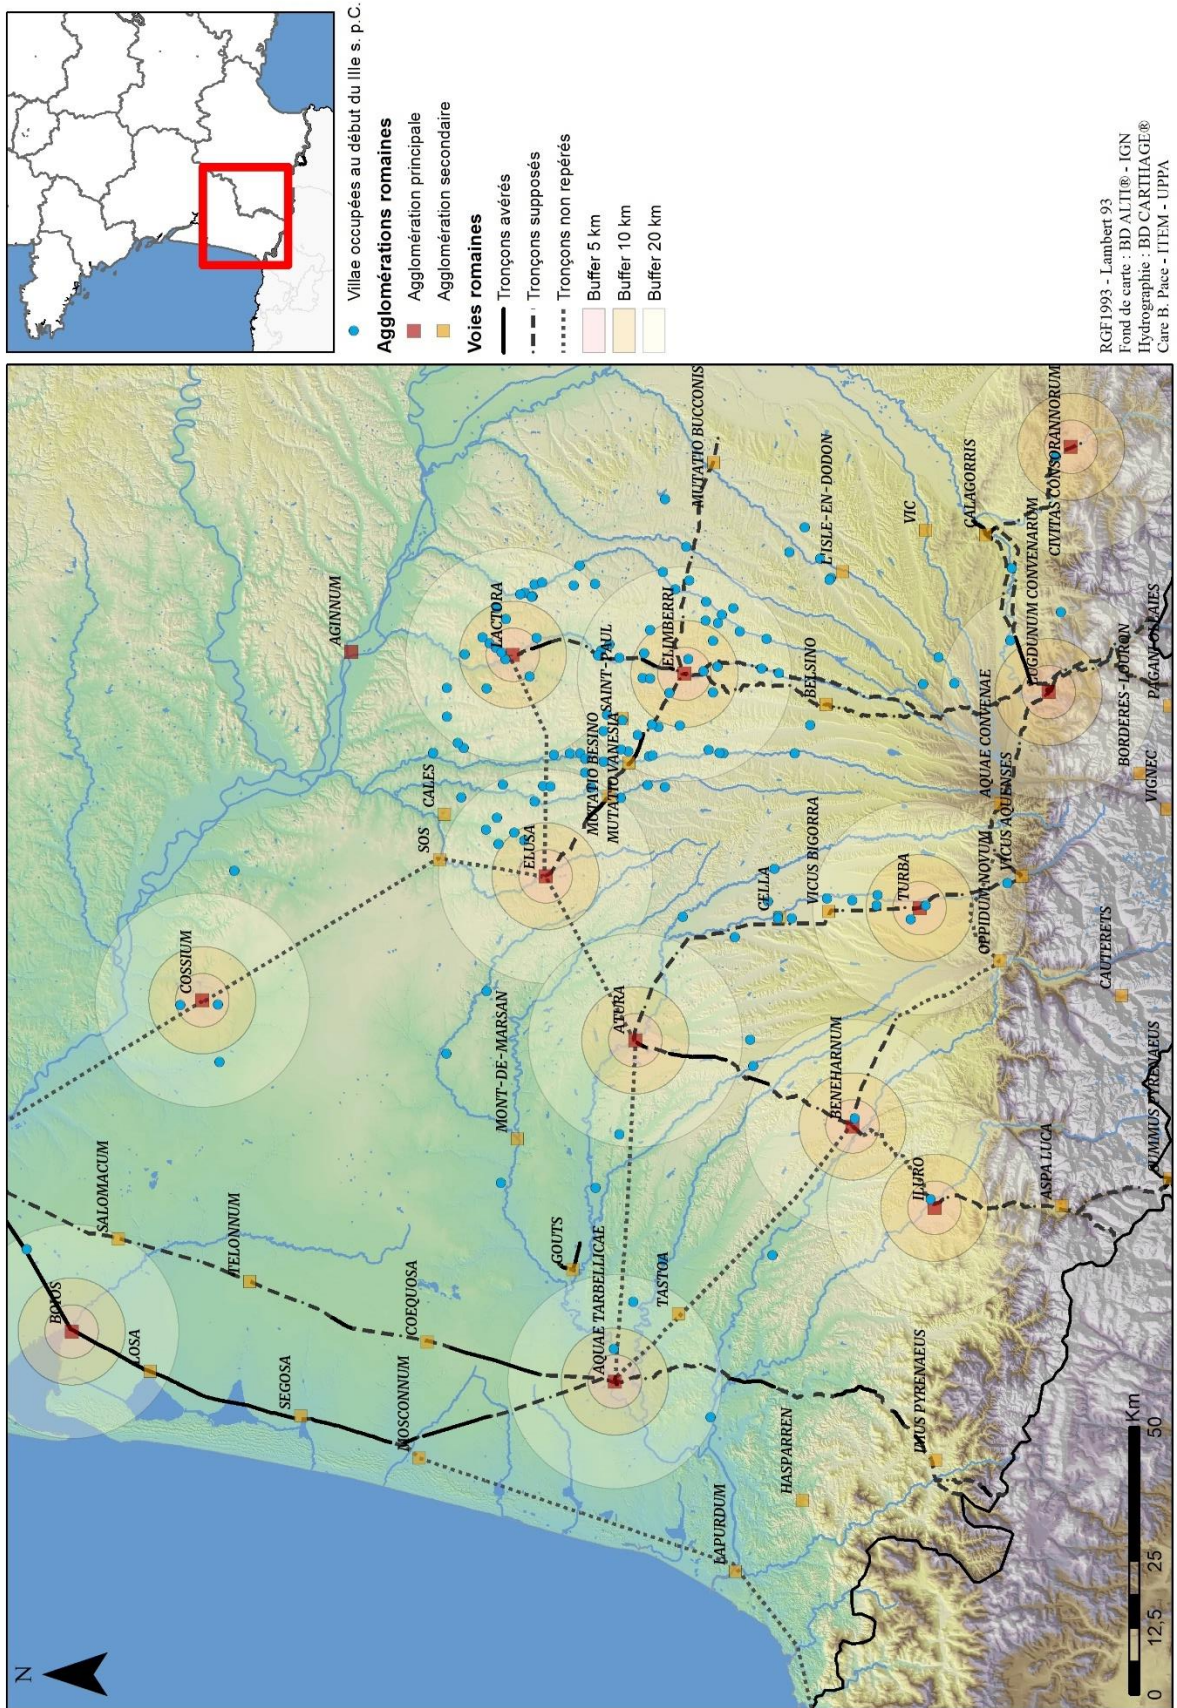 N
BOIOS
SALOMACUM
LOSA
COSSIUM
TELONNUM
SEGOSA
AGINNUM
MOSCONNUM
COEQUOSA
SOS
CALES
LACTORA
MONT-DE-MARSAN
ELUSA
GOUTS
MUTATIO BESINO
AQUAE TARBELLICAE
SAINT-PAUL
MUTATIO VANESIA
ATURA
TASTOA
ELIMBERRI
MUTATIO BUCCONIS
LAPURDUM
CELLA
HASPARREN
VICUS BIGORRA
BELSINO
L'ISLE-EN-DODON
BENEHARNUM
TURBA
VIC
ILURO
IMUS PYRENAEUS
CALAGORRIS
OPPIDUM NOVUM
AQUAE CONVENAE
VICUS AQUENSES
LUGDUNUM CONVENARUM
ASPA LUCA
CIVITAS CONSORANNORUM
CAUTERETS
BORDERES-LOURON
VIGNEC
SUMMUS PYRENAEUS
PAGANI OLLAIES
0 12,5 25 50 Km
Villae occupées au début du IIIe s. p.C.
Agglomérations romaines
Agglomération principale
Agglomération secondaire
Voies romaines
Tronçons avérés
Tronçons supposés
Tronçons non repérés
Buffer 5 km
Buffer 10 km
Buffer 20 km
RGF1993 - Lambert 93
Fond de carte : BD ALTI® - IGN
Hydrographie : BD CARTHAGE®
Care B. Pace - ITEM - UPPA